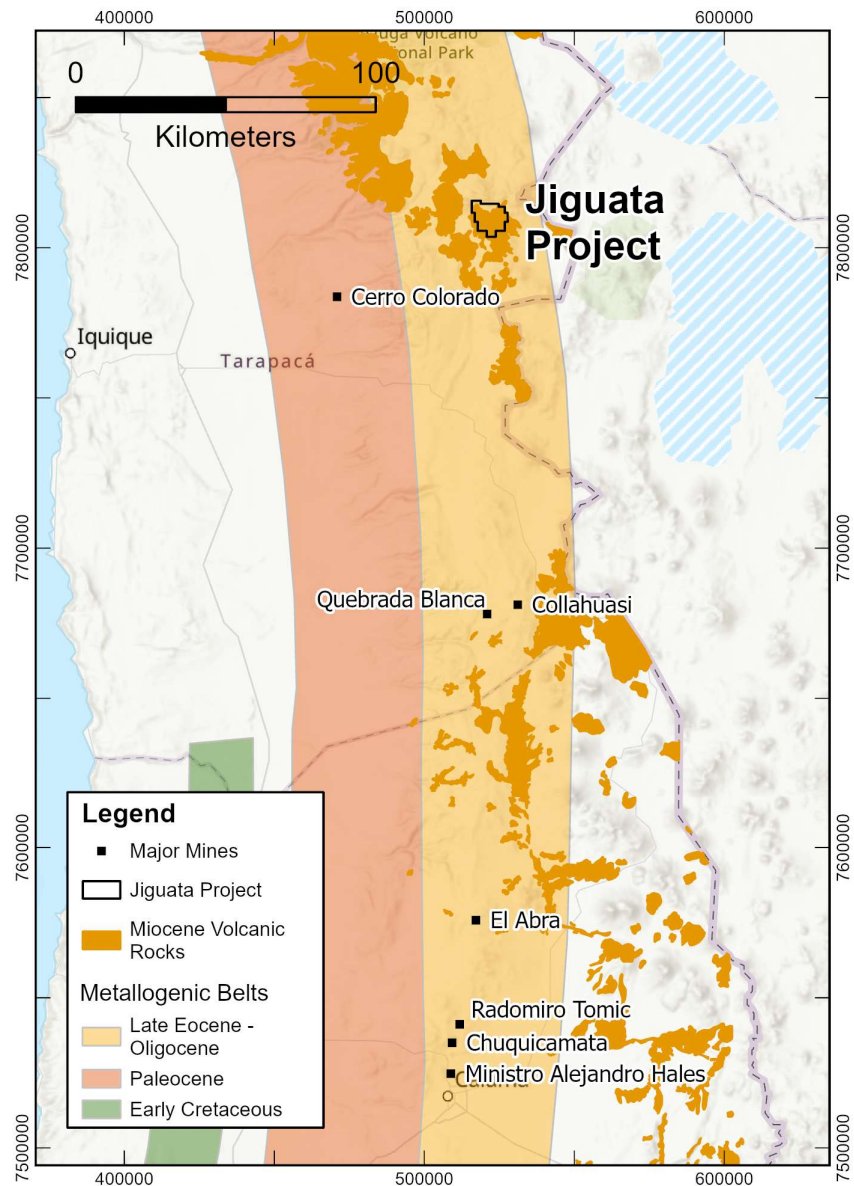 400000 500000 600000
onal Park
0 100
Kilometers
Jiguata
Project
7800000
7800000
Cerro Colorado
Iquique
Tarapacá
7700000
7700000
Quebrada Blanca
Collahuasi
7600000
7600000
Legend
Major Mines
Jiguata Project
Miocene Volcanic
Rocks
Metallogenic Belts
Late Eocene -
Oligocene
Paleocene
Early Cretaceous
El Abra
Radomiro Tomic
Chuquicamata
Ministro Alejandro Hales
7500000
7500000
400000 500000 600000